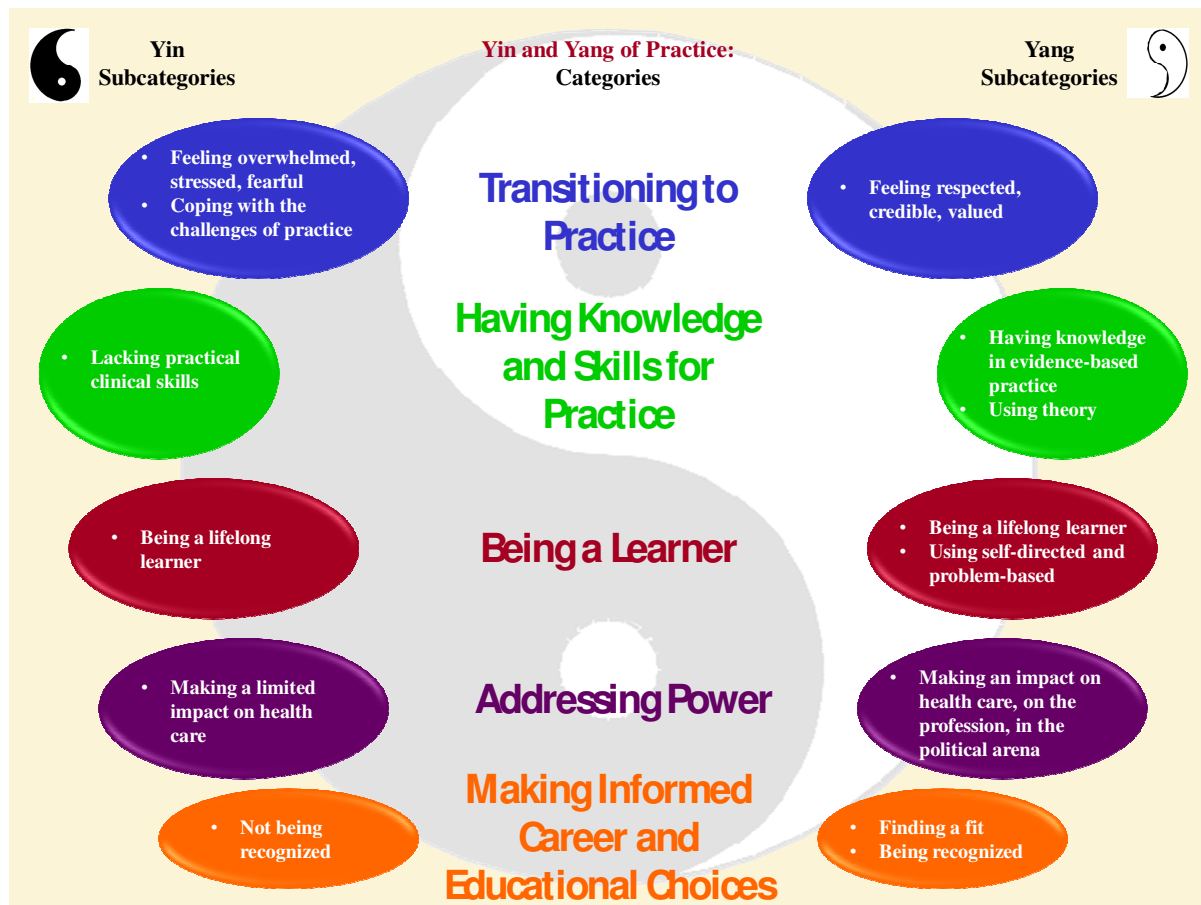 Yin
Subcategories
Yin and Yang of Practice:
Categories
Yang
Subcategories
• Feeling overwhelmed,
stressed, fearful
• Coping with the
challenges of practice
Transitioning to
Practice
• Feeling respected,
credible, valued
• Lacking practical
clinical skills
Having Knowledge
and Skills for
Practice
• Having knowledge
in evidence-based
practice
• Using theory
• Being a lifelong
learner
Being a Learner
• Being a lifelong learner
• Using self-directed and
problem-based
• Making a limited
impact on health
care
Addressing Power
• Making an impact on
health care, on the
profession, in the
political arena
• Not being
recognized
Making Informed
Career and
Educational Choices
• Finding a fit
• Being recognized